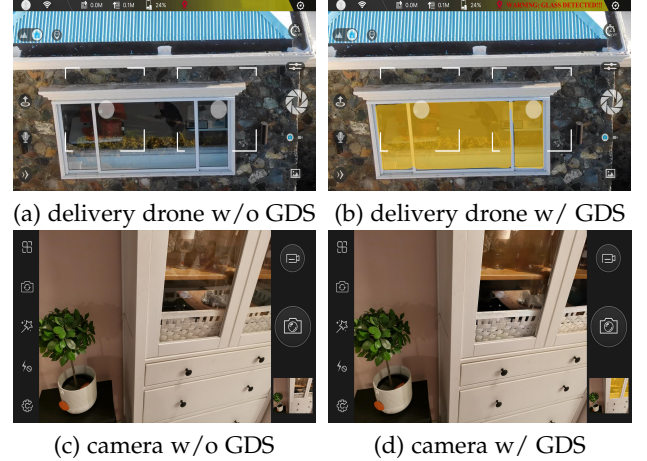 0.0M 0.1M 24%
0.0M 0.1M 24% WARNING: GLASS DETECTED!!!
(a) delivery drone w/o GDS
(b) delivery drone w/ GDS
(c) camera w/o GDS
(d) camera w/ GDS